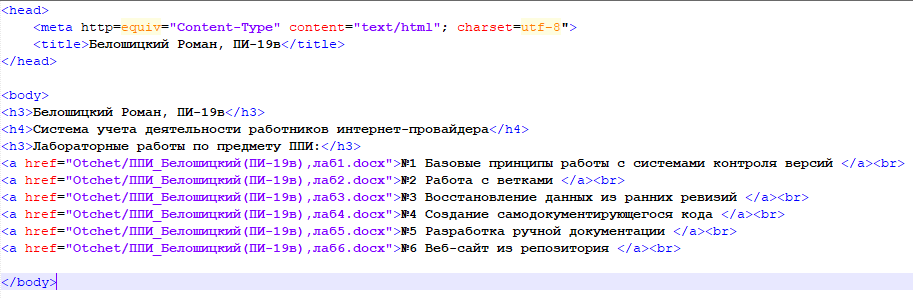 <head>
<meta http=equiv="Content-Type" content="text/html"; charset=utf-8">
<title>Белошицкий Роман, ПИ-19в</title>
</head>
<body>
<h3>Белошицкий Роман, ПИ-19в</h3>
<h4>Система учета деятельности работников интернет-провайдера</h4>
<h3>Лабораторные работы по предмету ППИ:</h3>
<a href="Otchet/ППИ_Белошицкий(ПИ-19в),лаб1.docx">№1 Базовые принципы работы с системами контроля версий </a><br>
<a href="Otchet/ППИ_Белошицкий(ПИ-19в),лаб2.docx">№2 Работа с ветками </a><br>
<a href="Otchet/ППИ_Белошицкий(ПИ-19в),лаб3.docx">№3 Восстановление данных из ранних ревизий </a><br>
<a href="Otchet/ППИ_Белошицкий(ПИ-19в),лаб4.docx">№4 Создание самодокументирующегося кода </a><br>
<a href="Otchet/ППИ_Белошицкий(ПИ-19в),лаб5.docx">№5 Разработка ручной документации </a><br>
<a href="Otchet/ППИ_Белошицкий(ПИ-19в),лаб6.docx">№6 Веб-сайт из репозитория </a><br>
</body>